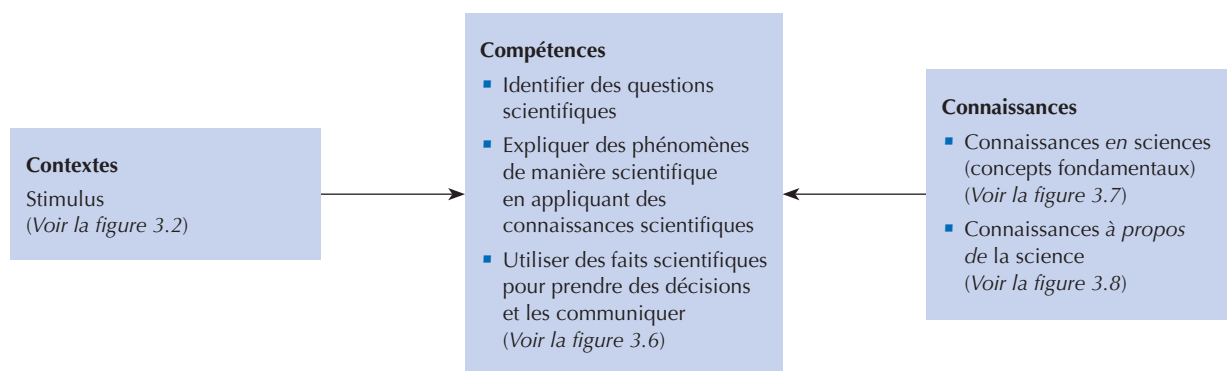 Contextes
Stimulus
(Voir la figure 3.2)
Compétences
▪ Identifier des questions
scientifiques
▪ Expliquer des phénomènes
de manière scientifique
en appliquant des
connaissances scientifiques
▪ Utiliser des faits scientifiques
pour prendre des décisions
et les communiquer
(Voir la figure 3.6)
Connaissances
▪ Connaissances en sciences
(concepts fondamentaux)
(Voir la figure 3.7)
▪ Connaissances à propos
de la science
(Voir la figure 3.8)